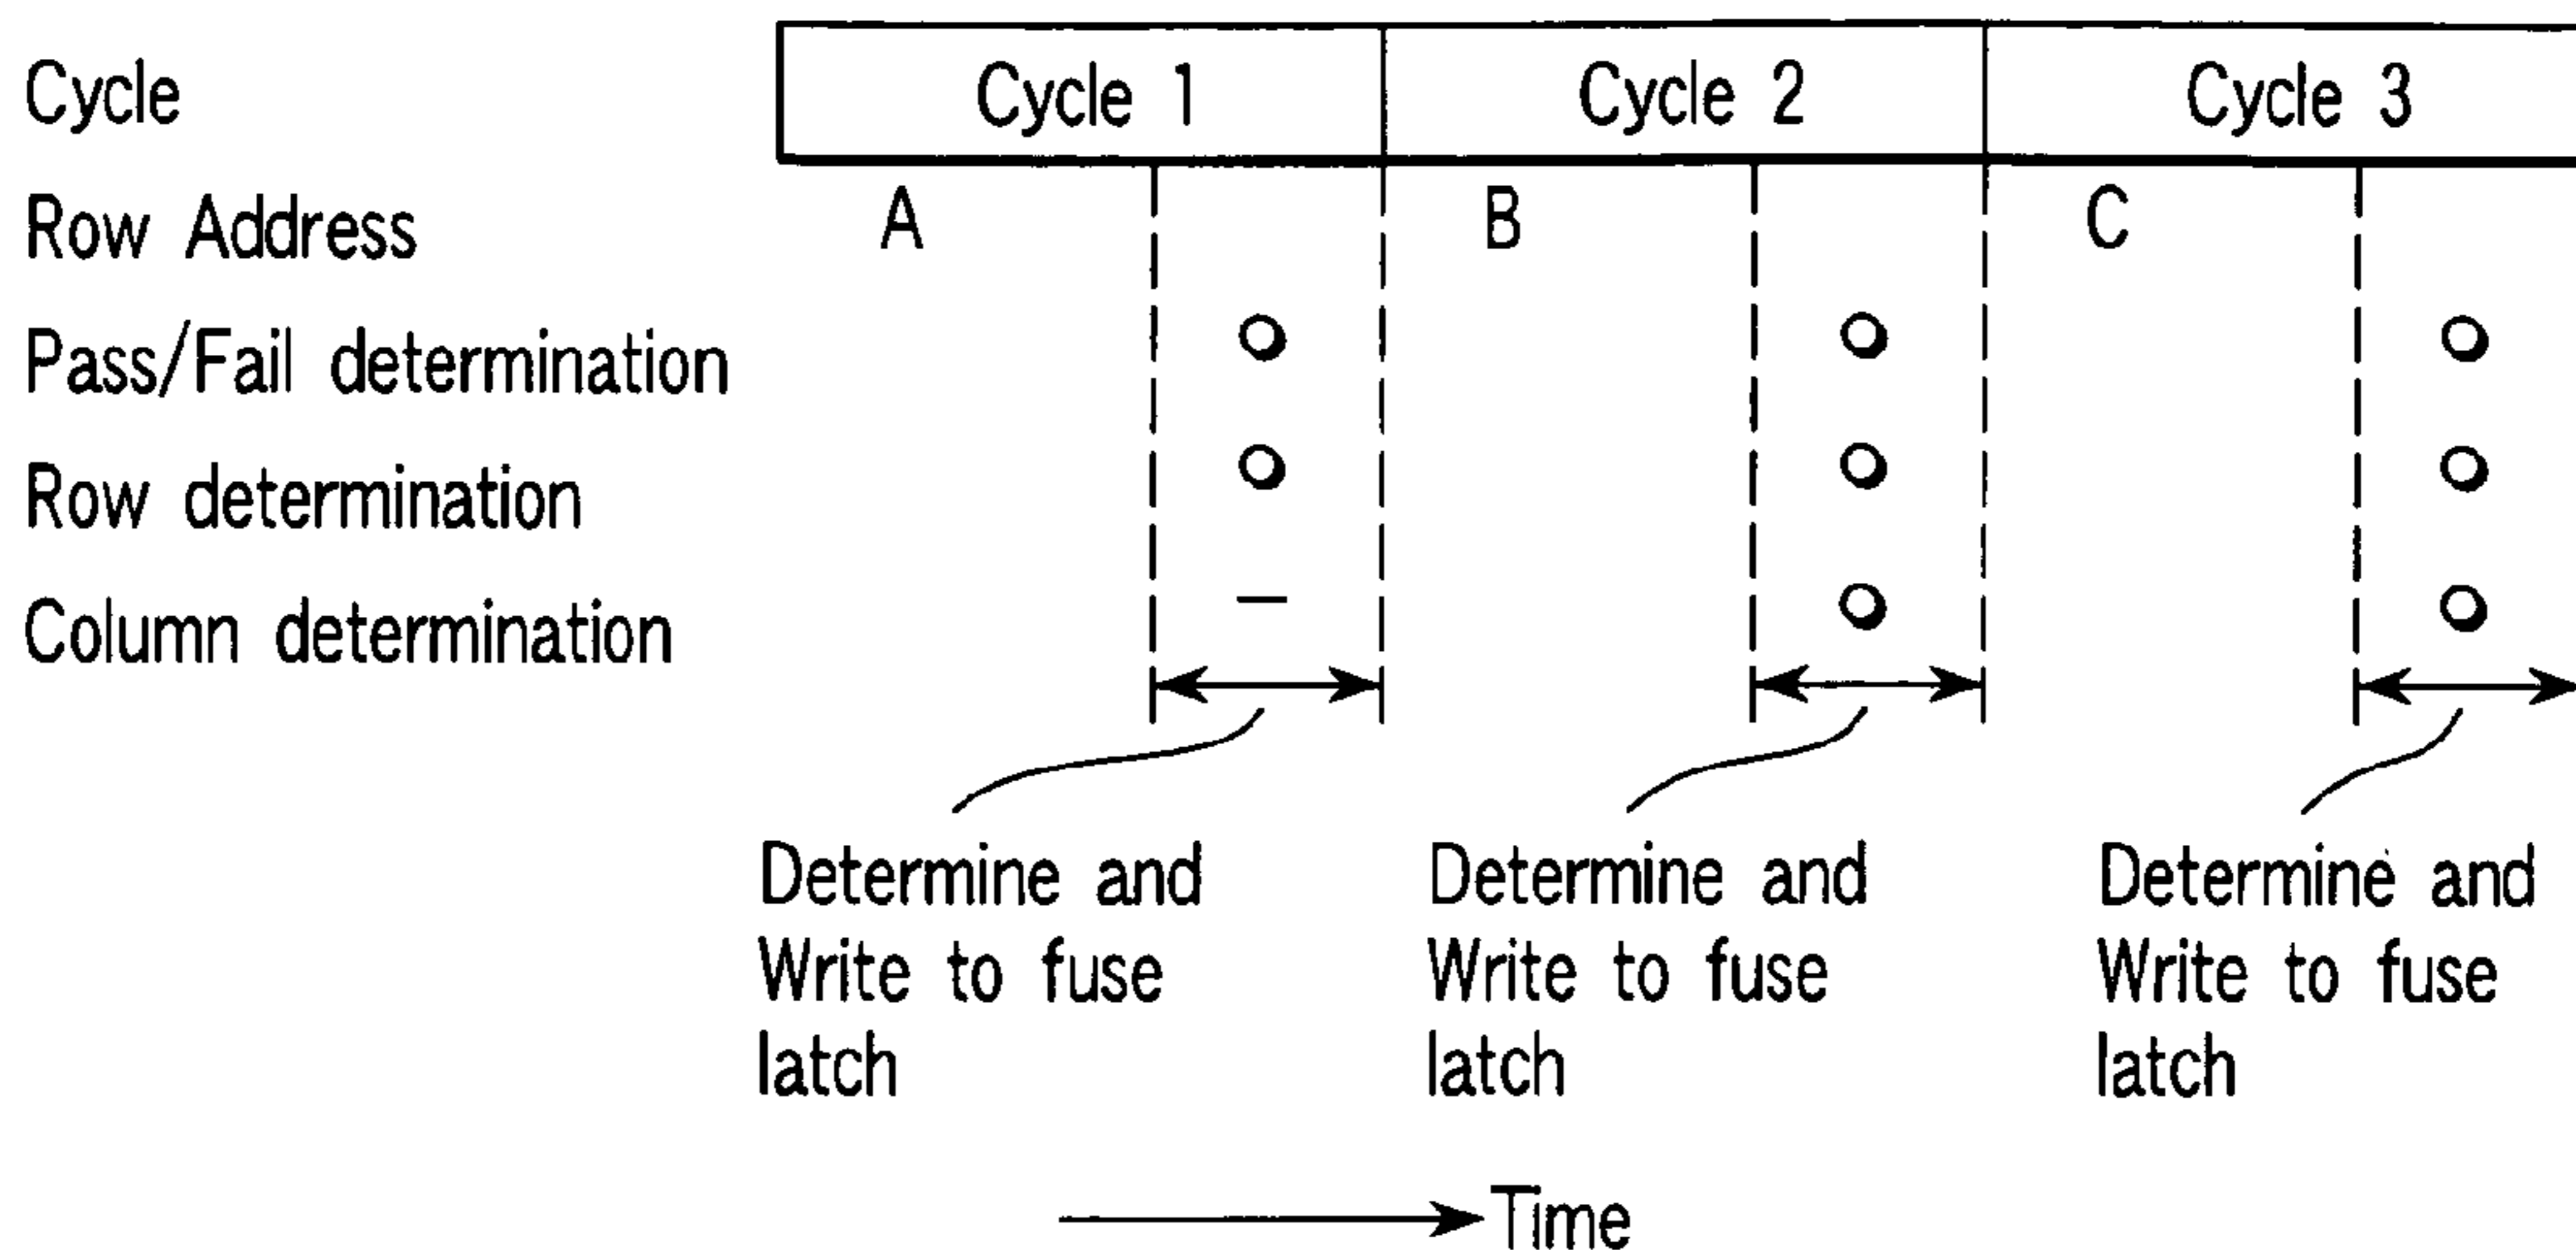 Cycle Cycle 1 Cycle 2 Cycle 3
Row Address A B C
Pass/Fail determination
Row determination
Column determination –
Determine and Write to fuse latch
Determine and Write to fuse latch
Determine and Write to fuse latch
Time